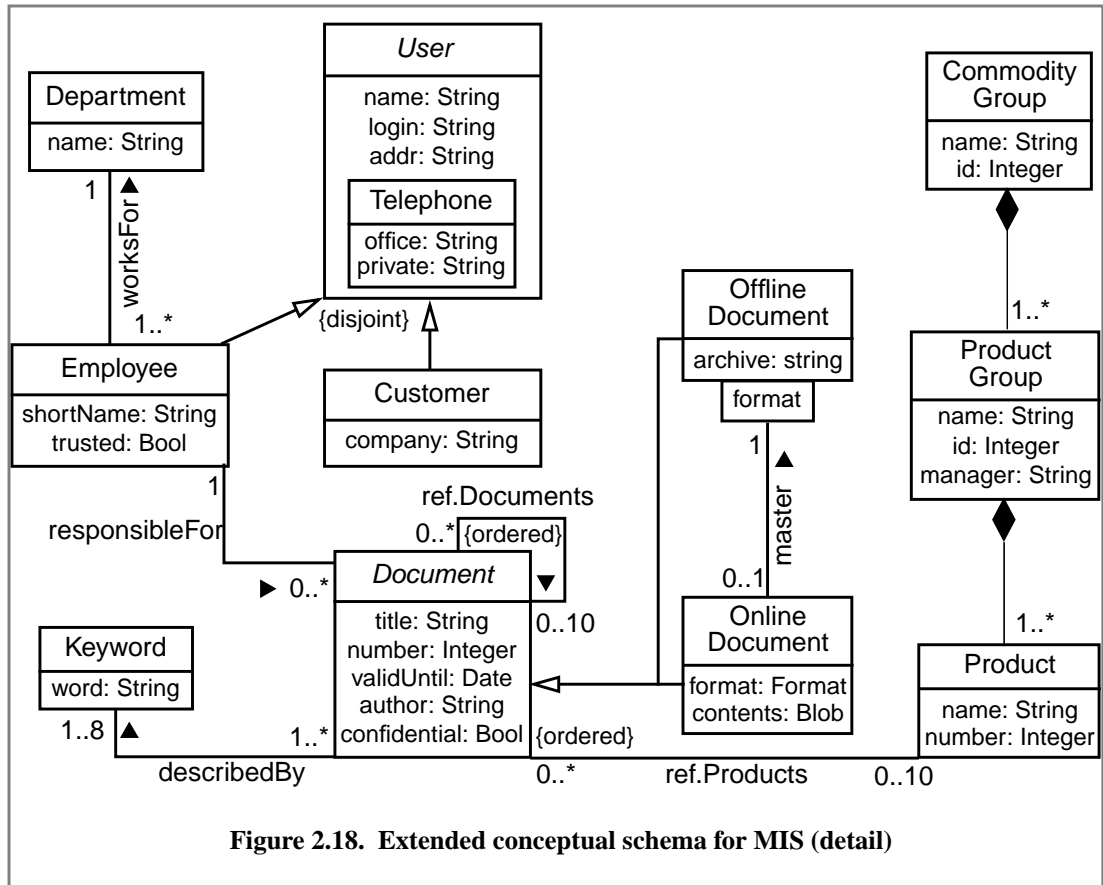 User
name: String
login: String
addr: String
Telephone
office: String
private: String
Department
name: String
1
worksFor
1..*
{disjoint}
Employee
shortName: String
trusted: Bool
Customer
company: String
1
responsibleFor
0..*
ref.Documents
0..*
{ordered}
0..10
Document
title: String
number: Integer
validUntil: Date
author: String
confidential: Bool
Keyword
word: String
1..8
describedBy
1..*
Offline
Document
archive: string
format
1
master
0..1
Online
Document
format: Format
contents: Blob
{ordered}
0..*
ref.Products
0..10
Commodity
Group
name: String
id: Integer
1..*
Product
Group
name: String
id: Integer
manager: String
1..*
Product
name: String
number: Integer
Figure 2.18. Extended conceptual schema for MIS (detail)